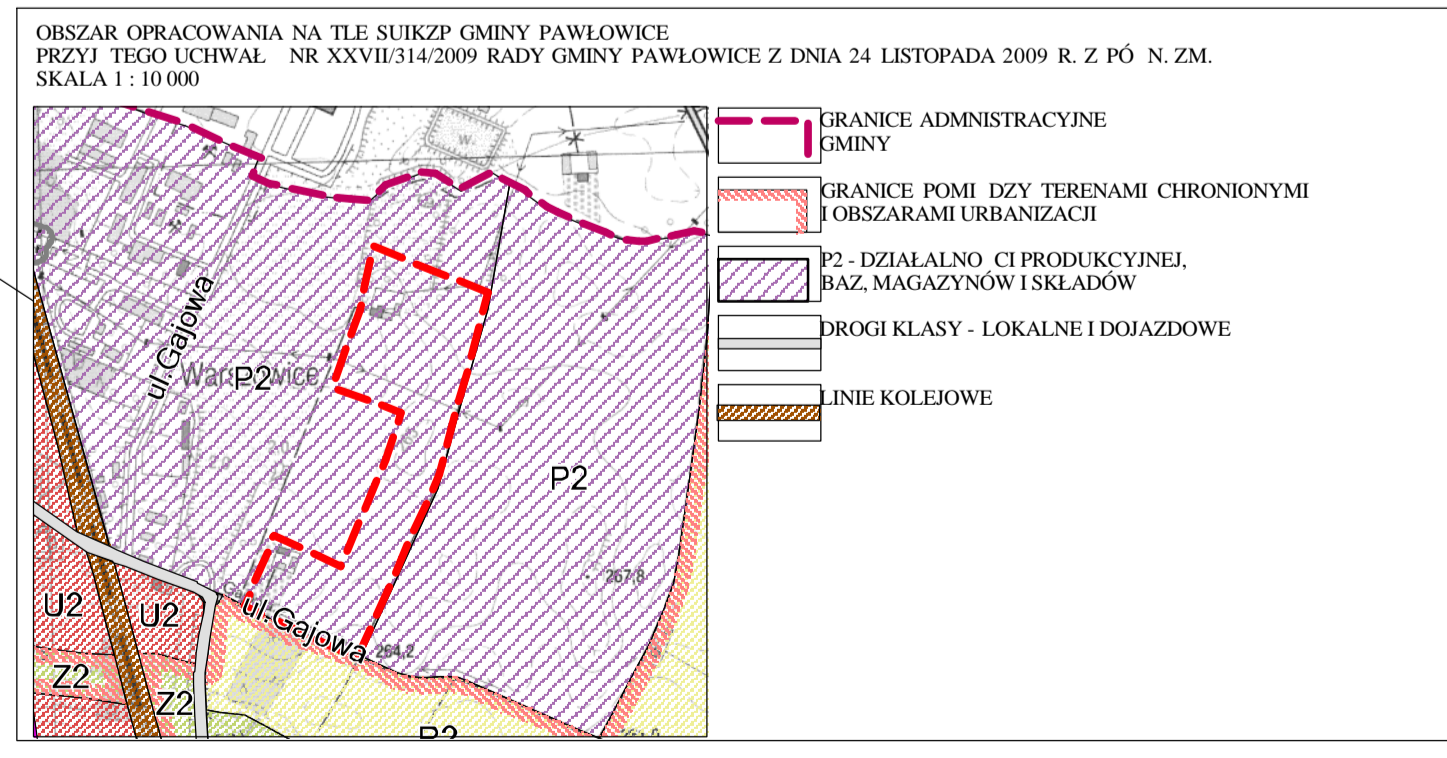 OBSZAR OPRACOWANIA NA TLE SUIKZP GMINY PAWŁOWICE
PRZYJ TEGO UCHWAŁ NR XXVII/314/2009 RADY GMINY PAWŁOWICE Z DNIA 24 LISTOPADA 2009 R. Z PÓ N. ZM.
SKALA 1 : 10 000
GRANICE ADMNISTRACYJNE
GMINY
GRANICE POMI DZY TERENAMI CHRONIONYMI
I OBSZARAMI URBANIZACJI
P2 - DZIAŁALNO CI PRODUKCYJNEJ,
BAZ, MAGAZYNÓW I SKŁADÓW
DROGI KLASY - LOKALNE I DOJAZDOWE
LINIE KOLEJOWE
W
ul.Gajowa
Warszowice
P2
P2
267,8
U2
U2
ul.Gajowa
264,2
Z2
Z2